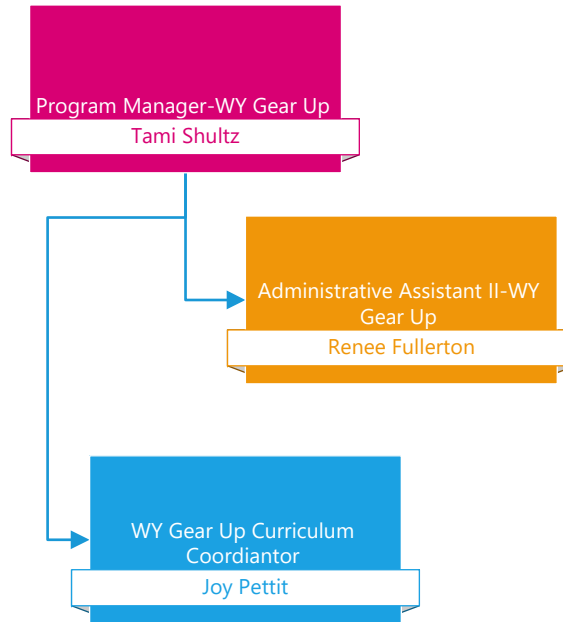 Program Manager-WY Gear Up
Tami Shultz
Administrative Assistant II-WY
Gear Up
Renee Fullerton
WY Gear Up Curriculum
Coordiantor
Joy Pettit